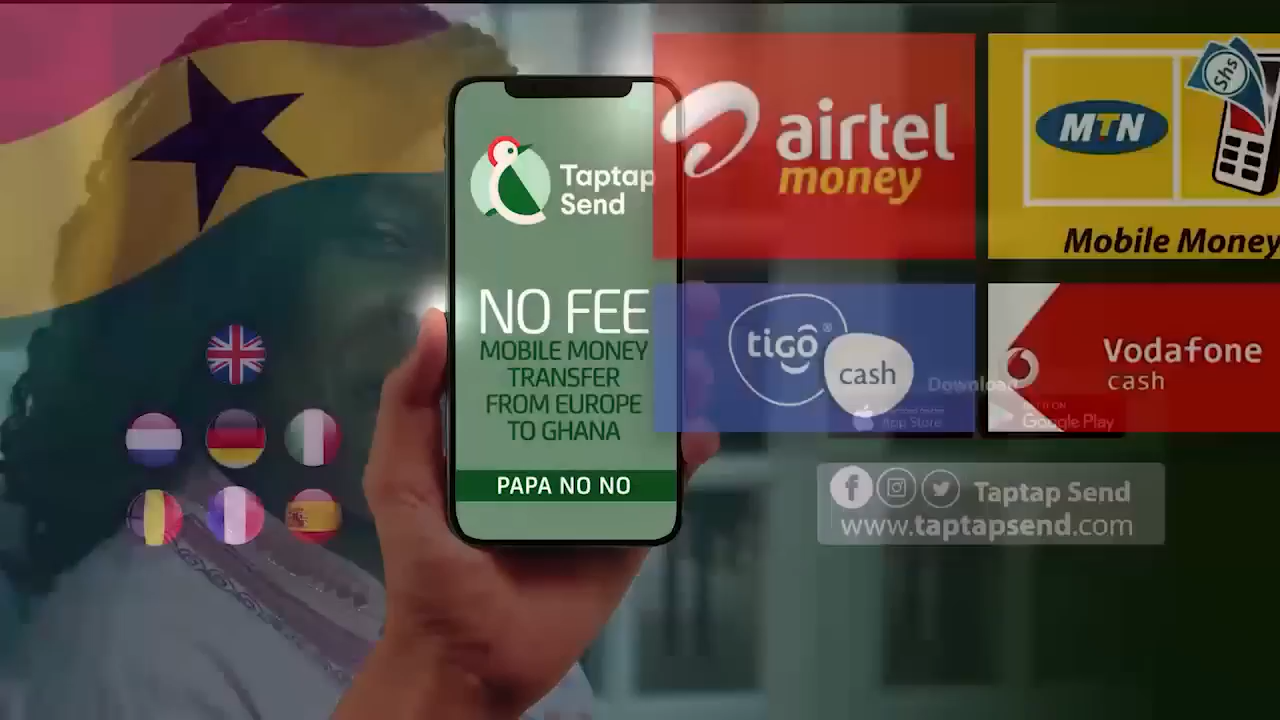 Taptap
Send
NO FEE
MOBILE MONEY
TRANSFER
FROM EUROPE
TO GHANA
PAPA NO NO
airtel
money
MTN
Shs
Mobile Money
tigo®
cash
Vodafone
cash
Download
App Store
Google Play
Taptap Send
www.taptapsend.com